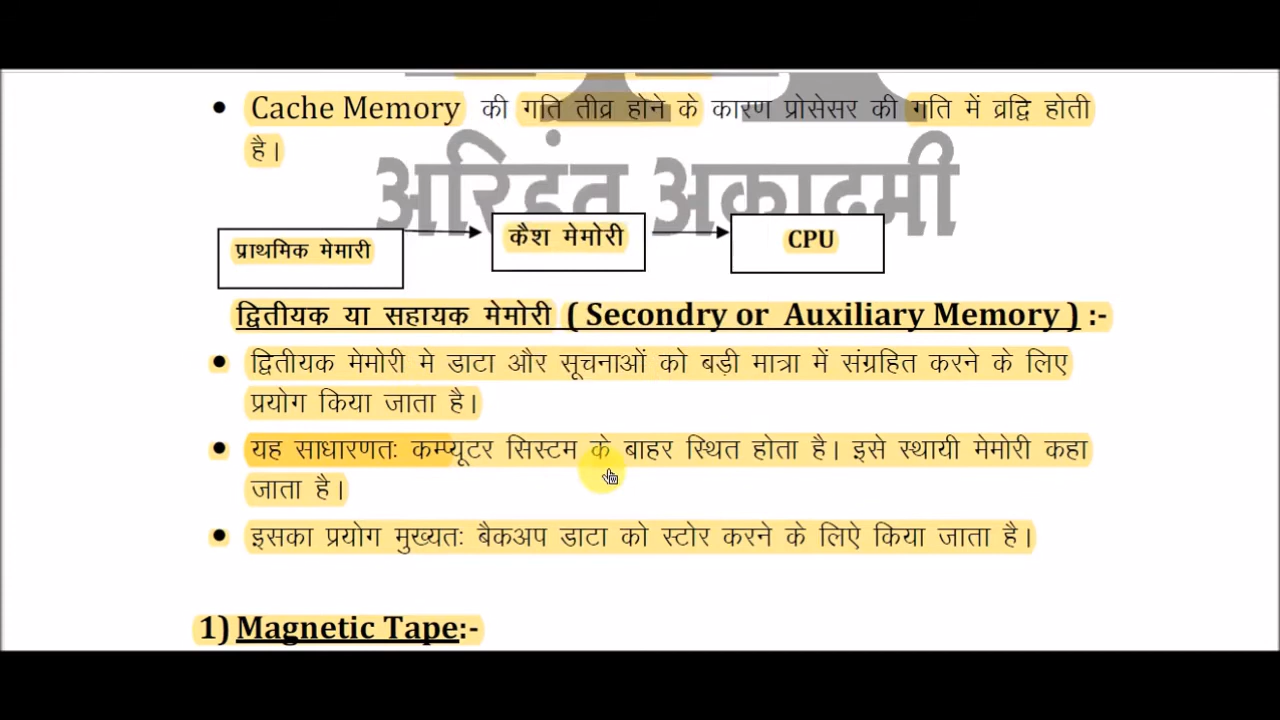 • Cache Memory की गति तीव्र होने के कारण प्रोसेसर की गति में व्रद्वि होती
है।
अरिहंत अकादमी
प्राथमिक मेमारी
कैश मेमोरी
CPU
द्वितीयक या सहायक मेमोरी ( Secondry or Auxiliary Memory ) :-
• द्वितीयक मेमोरी मे डाटा और सूचनाओं को बड़ी मात्रा में संग्रहित करने के लिए
प्रयोग किया जाता है।
• यह साधारणतः कम्प्यूटर सिस्टम के बाहर स्थित होता है। इसे स्थायी मेमोरी कहा
जाता है।
• इसका प्रयोग मुख्यतः बैकअप डाटा को स्टोर करने के लिऐ किया जाता है।
1) Magnetic Tape:-